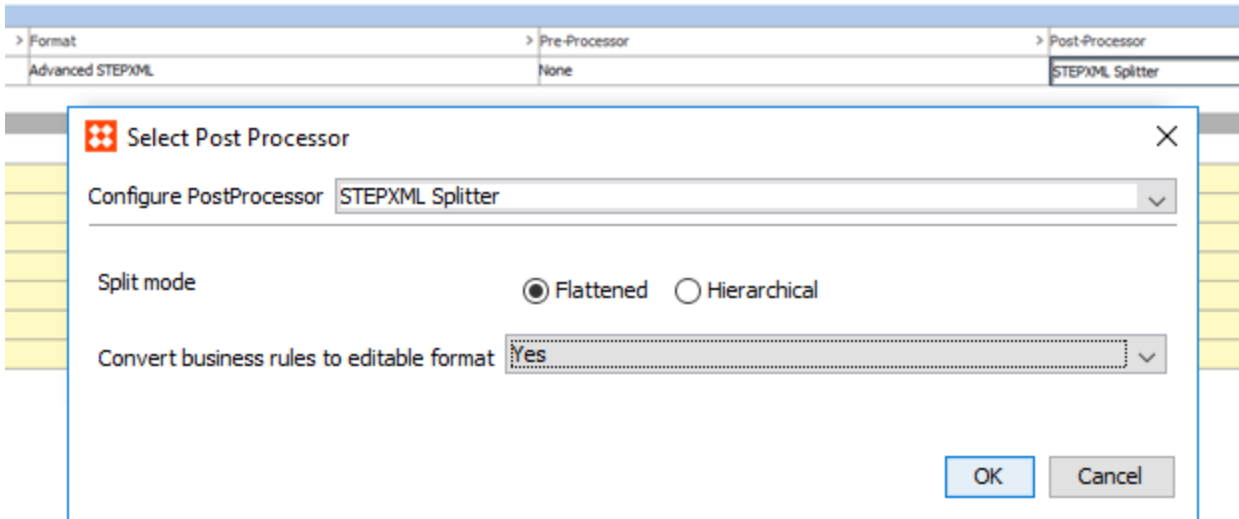 > Format > Pre-Processor > Post-Processor
Advanced STEPXML None STEPXML Splitter
Select Post Processor
Configure PostProcessor STEPXML Splitter
Split mode Flattened Hierarchical
Convert business rules to editable format Yes
OK Cancel